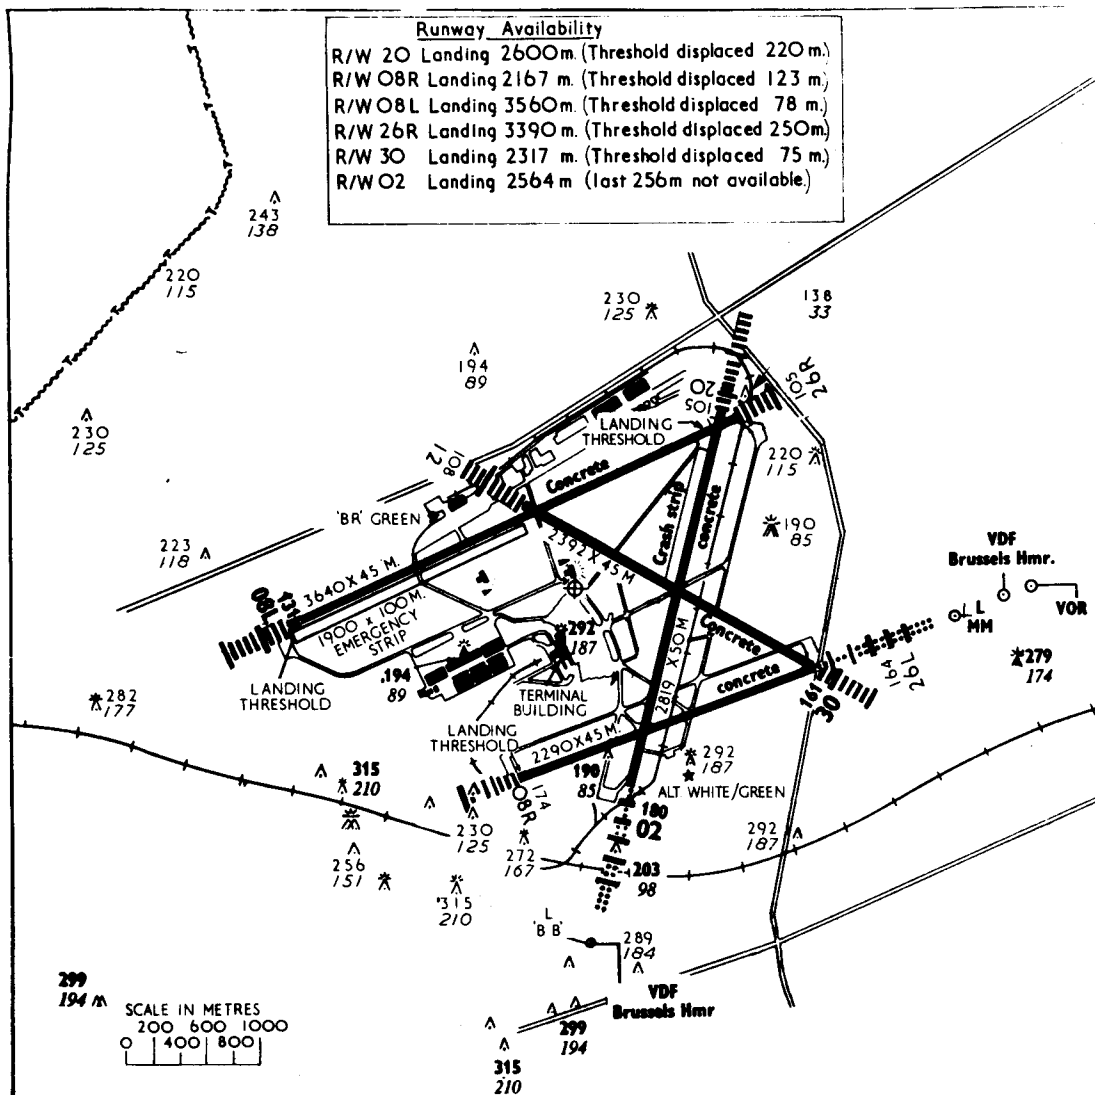 Runway Availability
R/W 20 Landing 2600m. (Threshold displaced 220 m.)
R/W 08R Landing 2167 m. (Threshold displaced 123 m.)
R/W 08L Landing 3560m. (Threshold displaced 78 m.)
R/W 26R Landing 3390m. (Threshold displaced 250m)
R/W 30 Landing 2317 m. (Threshold displaced 75 m.)
R/W 02 Landing 2564m (last 256m not available.)
243
138
220
115
230
125
138
33
194
89
105
26R
105
20
230
125
LANDING
THRESHOLD
108
12
220
115
Concrete
'BR' GREEN
Crash strip
concrete
190
85
223
118
2392 X 45 M
VDF
Brussels Hmr.
VOR
L
MM
3640 X 45 M.
131
08L
1900 x 100 M.
EMERGENCY
STRIP
292
187
Concrete
164
26L
279
174
194
89
2819 X 50 M
concrete
161
30
LANDING
THRESHOLD
TERMINAL
BUILDING
282
177
LANDING
THRESHOLD
2290 X 45 M.
292
187
315
210
190
85
174
08R
ALT. WHITE/GREEN
180
02
230
125
292
187
256
151
272
167
203
98
315
210
L
'B B'
289
184
299
194
VDF
Brussels Hmr
SCALE IN METRES
200 600 1000
0 400 800
299
194
315
210